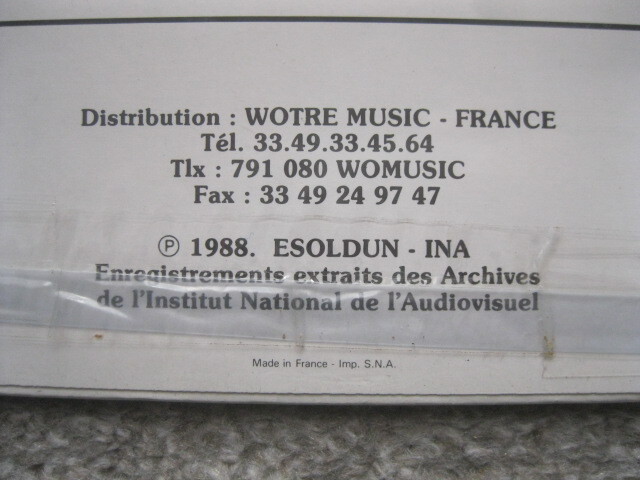 Distribution : WOTRE MUSIC - FRANCE
Tél. 33.49.33.45.64
Tlx : 791 080 WOMUSIC
Fax : 33 49 24 97 47
℗ 1988. ESOLDUN - INA
Enregistrements extraits des Archives
de l'Institut National de l'Audiovisuel
Made in France - Imp. S.N.A.